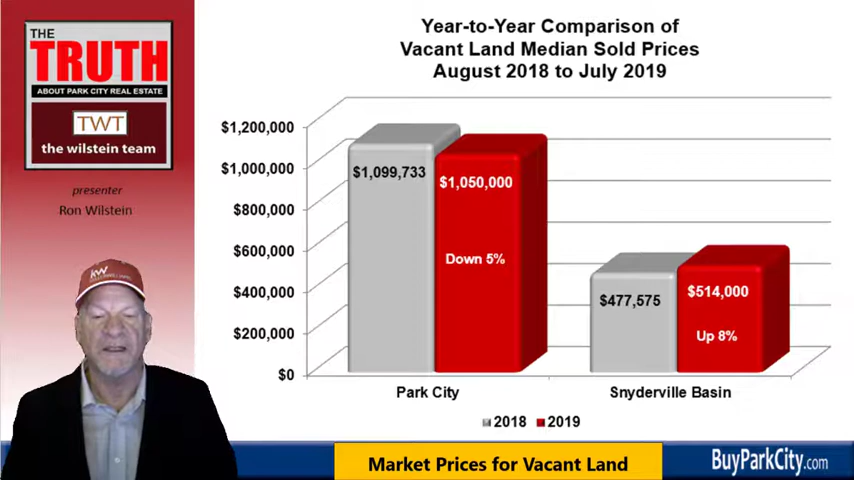 THE
TRUTH
ABOUT PARK CITY REAL ESTATE
TWT
the wilstein team
presenter
Ron Wilstein
kw
Year-to-Year Comparison of
Vacant Land Median Sold Prices
August 2018 to July 2019
$1,200,000
$1,000,000
$800,000
$600,000
$400,000
$200,000
$0
$1,099,733
$1,050,000
Down 5%
$477,575
$514,000
Up 8%
Park City
Snyderville Basin
2018
2019
Market Prices for Vacant Land
BuyParkCity.com